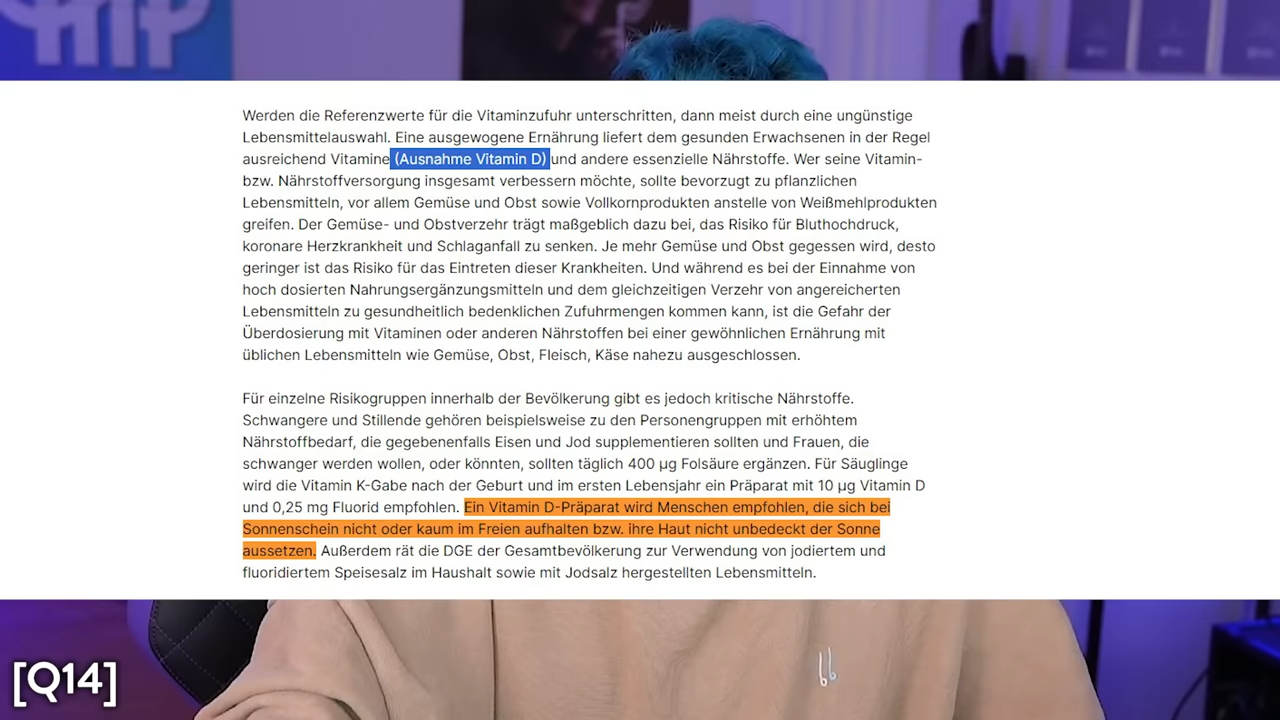 Werden die Referenzwerte für die Vitaminzufuhr unterschritten, dann meist durch eine ungünstige
Lebensmittelauswahl. Eine ausgewogene Ernährung liefert dem gesunden Erwachsenen in der Regel
ausreichend Vitamine (Ausnahme Vitamin D) und andere essenzielle Nährstoffe. Wer seine Vitamin-
bzw. Nährstoffversorgung insgesamt verbessern möchte, sollte bevorzugt zu pflanzlichen
Lebensmitteln, vor allem Gemüse und Obst sowie Vollkornprodukten anstelle von Weißmehlprodukten
greifen. Der Gemüse- und Obstverzehr trägt maßgeblich dazu bei, das Risiko für Bluthochdruck,
koronare Herzkrankheit und Schlaganfall zu senken. Je mehr Gemüse und Obst gegessen wird, desto
geringer ist das Risiko für das Eintreten dieser Krankheiten. Und während es bei der Einnahme von
hoch dosierten Nahrungsergänzungsmitteln und dem gleichzeitigen Verzehr von angereicherten
Lebensmitteln zu gesundheitlich bedenklichen Zufuhrmengen kommen kann, ist die Gefahr der
Überdosierung mit Vitaminen oder anderen Nährstoffen bei einer gewöhnlichen Ernährung mit
üblichen Lebensmitteln wie Gemüse, Obst, Fleisch, Käse nahezu ausgeschlossen.
Für einzelne Risikogruppen innerhalb der Bevölkerung gibt es jedoch kritische Nährstoffe.
Schwangere und Stillende gehören beispielsweise zu den Personengruppen mit erhöhtem
Nährstoffbedarf, die gegebenenfalls Eisen und Jod supplementieren sollten und Frauen, die
schwanger werden wollen, oder könnten, sollten täglich 400 µg Folsäure ergänzen. Für Säuglinge
wird die Vitamin K-Gabe nach der Geburt und im ersten Lebensjahr ein Präparat mit 10 µg Vitamin D
und 0,25 mg Fluorid empfohlen. Ein Vitamin D-Präparat wird Menschen empfohlen, die sich bei
Sonnenschein nicht oder kaum im Freien aufhalten bzw. ihre Haut nicht unbedeckt der Sonne
aussetzen. Außerdem rät die DGE der Gesamtbevölkerung zur Verwendung von jodiertem und
fluoridiertem Speisesalz im Haushalt sowie mit Jodsalz hergestellten Lebensmitteln.
[Q14]